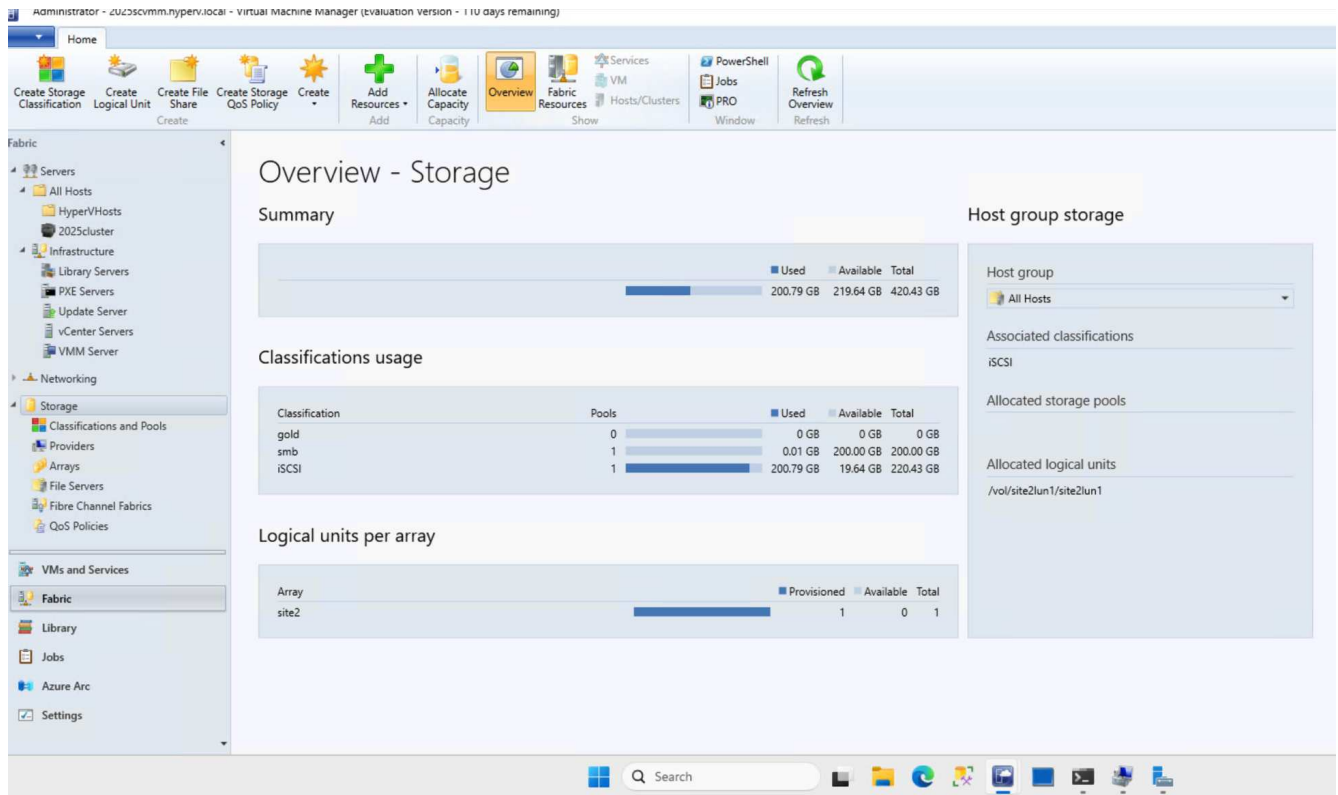 Administrator - 2025scvmm.hyperv.local - Virtual Machine Manager (Evaluation Version - 110 days remaining)
Home
Create Storage Classification
Create Logical Unit
Create File Share
Create Storage QoS Policy
Create
Create
Add Resources
Add
Allocate Capacity
Capacity
Overview
Fabric Resources
Services
VM
Hosts/Clusters
Show
PowerShell
Jobs
PRO
Window
Refresh Overview
Refresh
Fabric
Servers
All Hosts
HyperVHosts
2025cluster
Infrastructure
Library Servers
PXE Servers
Update Server
vCenter Servers
VMM Server
Networking
Storage
Classifications and Pools
Providers
Arrays
File Servers
Fibre Channel Fabrics
QoS Policies
VMs and Services
Fabric
Library
Jobs
Azure Arc
Settings
Overview - Storage
Summary
Used Available Total
200.79 GB 219.64 GB 420.43 GB
Classifications usage
Classification Pools Used Available Total
gold 0 0 GB 0 GB 0 GB
smb 1 0.01 GB 200.00 GB 200.00 GB
iSCSI 1 200.79 GB 19.64 GB 220.43 GB
Logical units per array
Array Provisioned Available Total
site2 1 0 1
Host group storage
Host group
All Hosts
Associated classifications
iSCSI
Allocated storage pools
Allocated logical units
/vol/site2lun1/site2lun1
Search